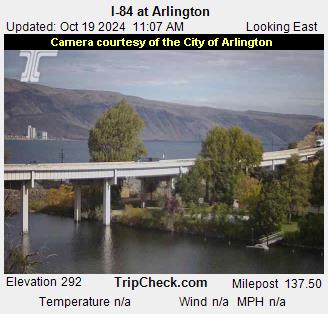 I-84 at Arlington
Updated: Oct 19 2024 11:07 AM Looking East
Camera courtesy of the City of Arlington
Elevation 292 TripCheck.com Milepost 137.50
Temperature n/a Wind n/a MPH n/a